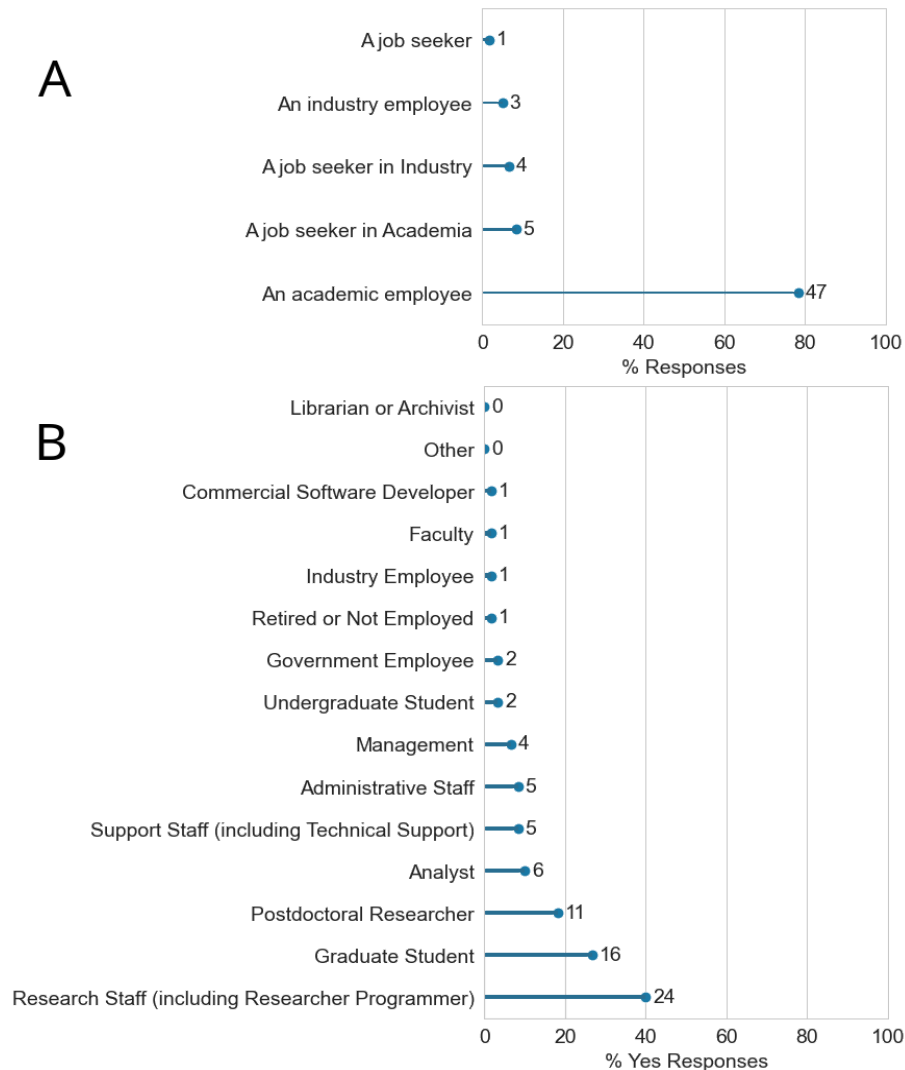 A
A job seeker 1
An industry employee 3
A job seeker in Industry 4
A job seeker in Academia 5
An academic employee 47
0 20 40 60 80 100
% Responses
B
Librarian or Archivist 0
Other 0
Commercial Software Developer 1
Faculty 1
Industry Employee 1
Retired or Not Employed 1
Government Employee 2
Undergraduate Student 2
Management 4
Administrative Staff 5
Support Staff (including Technical Support) 5
Analyst 6
Postdoctoral Researcher 11
Graduate Student 16
Research Staff (including Researcher Programmer) 24
0 20 40 60 80 100
% Yes Responses